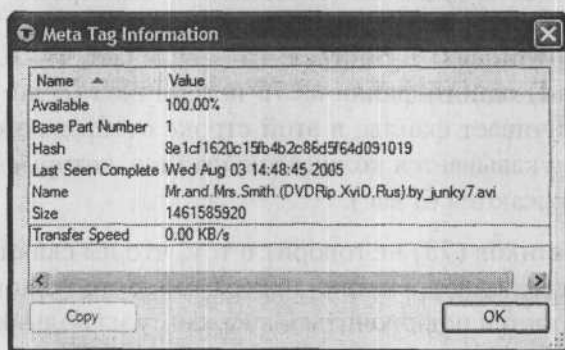 Meta Tag Information
Name Value
Available 100.00%
Base Part Number 1
Hash 8e1cf1620c15fb4b2c86d5f64d091019
Last Seen Complete Wed Aug 03 14:48:45 2005
Name Mr.and.Mrs.Smith.(DVDRip.XviD.Rus).by_junky7.avi
Size 1461585920
Transfer Speed 0.00 KB/s
Copy OK